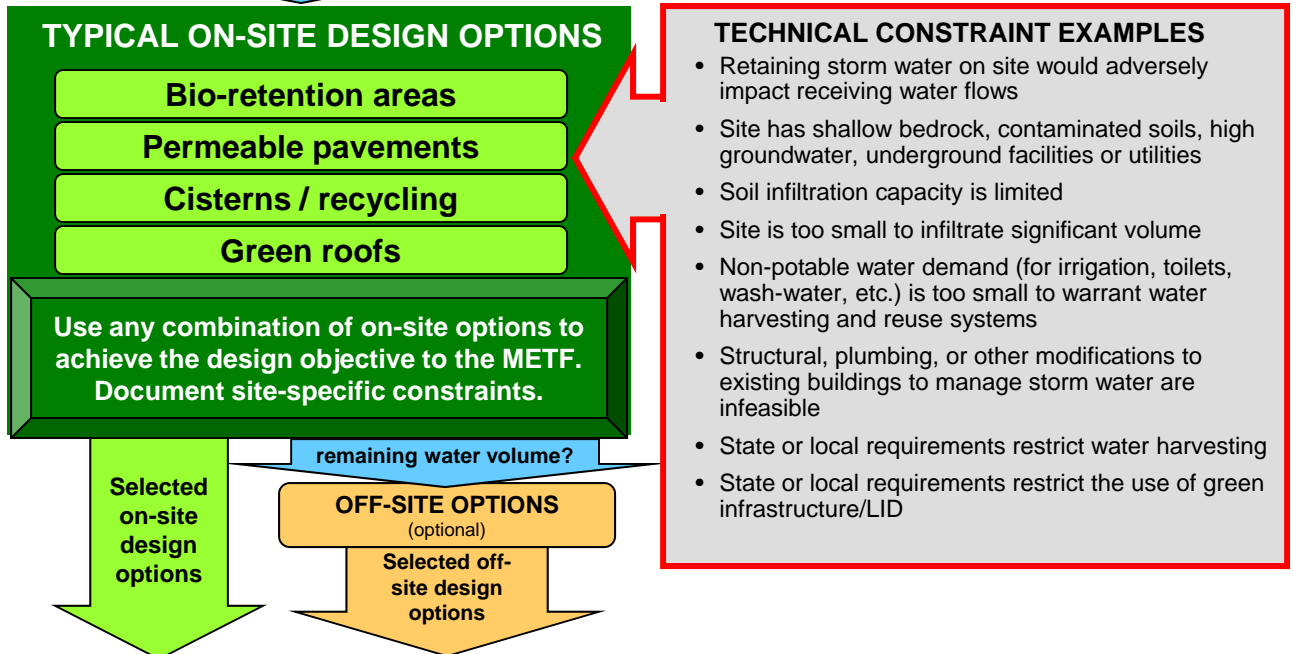 TYPICAL ON-SITE DESIGN OPTIONS
Bio-retention areas
Permeable pavements
Cisterns / recycling
Green roofs
Use any combination of on-site options to
achieve the design objective to the METF.
Document site-specific constraints.
Selected
on-site
design
options
remaining water volume?
OFF-SITE OPTIONS
(optional)
Selected off-
site design
options
TECHNICAL CONSTRAINT EXAMPLES
• Retaining storm water on site would adversely
impact receiving water flows
• Site has shallow bedrock, contaminated soils, high
groundwater, underground facilities or utilities
• Soil infiltration capacity is limited
• Site is too small to infiltrate significant volume
• Non-potable water demand (for irrigation, toilets,
wash-water, etc.) is too small to warrant water
harvesting and reuse systems
• Structural, plumbing, or other modifications to
existing buildings to manage storm water are
infeasible
• State or local requirements restrict water harvesting
• State or local requirements restrict the use of green
infrastructure/LID